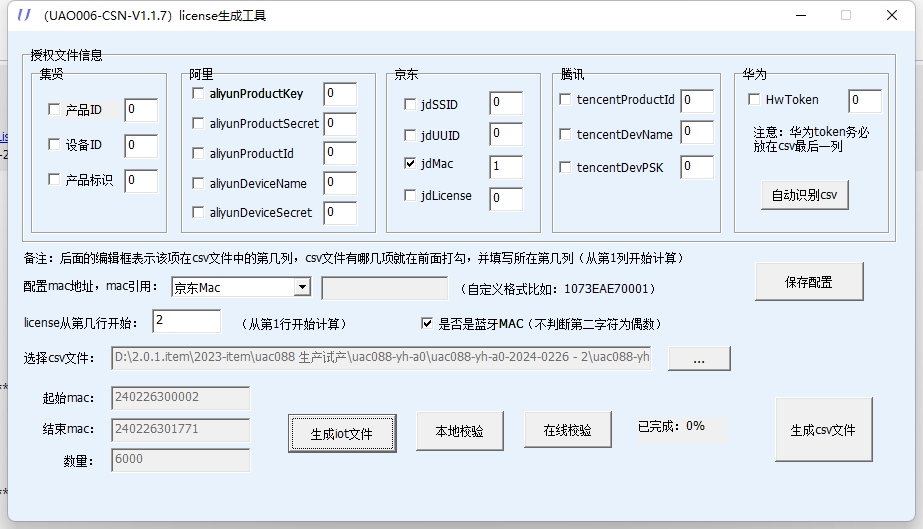 (UAO006-CSN-V1.1.7) license生成工具
授权文件信息
集贤
产品ID 0
设备ID 0
产品标识 0
阿里
aliyunProductKey 0
aliyunProductSecret 0
aliyunProductId 0
aliyunDeviceName 0
aliyunDeviceSecret 0
京东
jdSSID 0
jdUUID 0
jdMac 1
jdLicense 0
腾讯
tencentProductId 0
tencentDevName 0
tencentDevPSK 0
华为
HwToken 0
注意：华为token务必
放在csv最后一列
自动识别csv
备注：后面的编辑框表示该项在csv文件中的第几列，csv文件有哪几项就在前面打勾，并填写所在第几列（从第1列开始计算）
配置mac地址，mac引用： 京东Mac （自定义格式比如：1073EAE70001）
保存配置
license从第几行开始： 2 （从第1行开始计算） 是否是蓝牙MAC（不判断第二字符为偶数）
选择csv文件： D:\2.0.1.item\2023-item\uac088 生产试产\uac088-yh-a0\uac088-yh-a0-2024-0226 - 2\uac088-yh ...
起始mac： 240226300002
结束mac： 240226301771
数量： 6000
生成iot文件
本地校验
在线校验
已完成：0%
生成csv文件